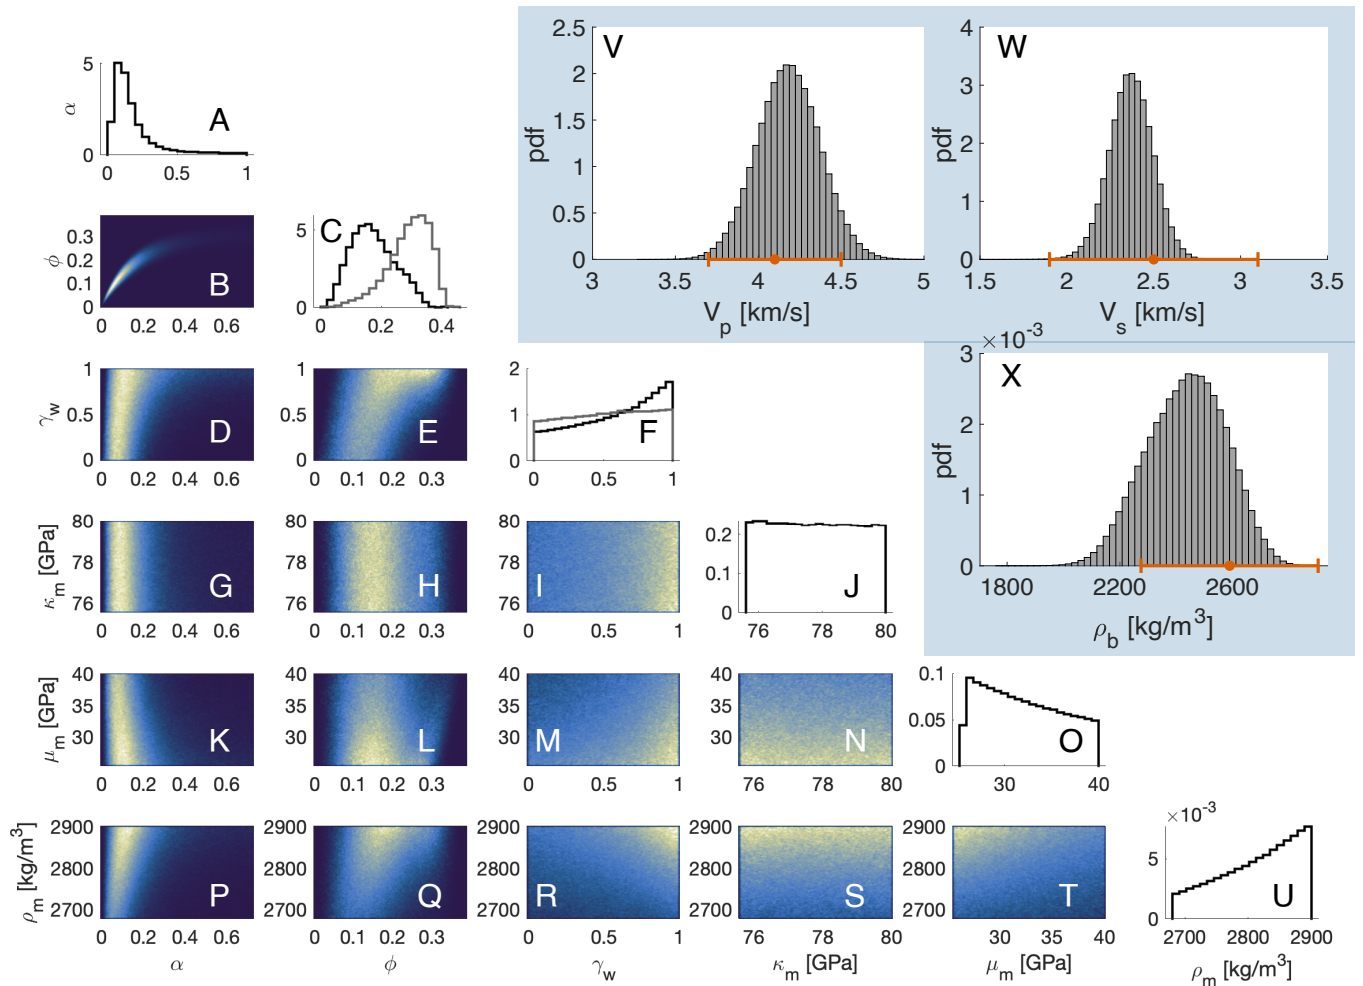 A
α
5
0
0
0.5
1
V
pdf
2.5
2
1.5
1
0.5
0
3
3.5
4
4.5
5
V_p [km/s]
W
pdf
4
3
2
1
0
1.5
2
2.5
3
3.5
V_s [km/s]
B
ϕ
0.3
0.2
0.1
0
0 0.2 0.4 0.6
C
5
0
0 0.2 0.4
X
×10^-3
pdf
3
2
1
0
1800 2200 2600
ρ_b [kg/m^3]
D
γ_w
1
0.5
0
0 0.2 0.4 0.6
E
1
0.5
0
0 0.1 0.2 0.3
F
2
1
0
0 0.5 1
G
κ_m [GPa]
80
78
76
0 0.2 0.4 0.6
H
80
78
76
0 0.1 0.2 0.3
I
80
78
76
0 0.5 1
J
0.2
0.1
0
76 78 80
K
μ_m [GPa]
40
35
30
0 0.2 0.4 0.6
L
40
35
30
0 0.1 0.2 0.3
M
40
35
30
0 0.5 1
N
40
35
30
76 78 80
O
0.1
0.05
0
30 40
P
ρ_m [kg/m^3]
2900
2800
2700
0 0.2 0.4 0.6
α
Q
2900
2800
2700
0 0.1 0.2 0.3
ϕ
R
2900
2800
2700
0 0.5 1
γ_w
S
2900
2800
2700
76 78 80
κ_m [GPa]
T
2900
2800
2700
30 35 40
μ_m [GPa]
U
×10^-3
5
0
2700 2800 2900
ρ_m [kg/m^3]